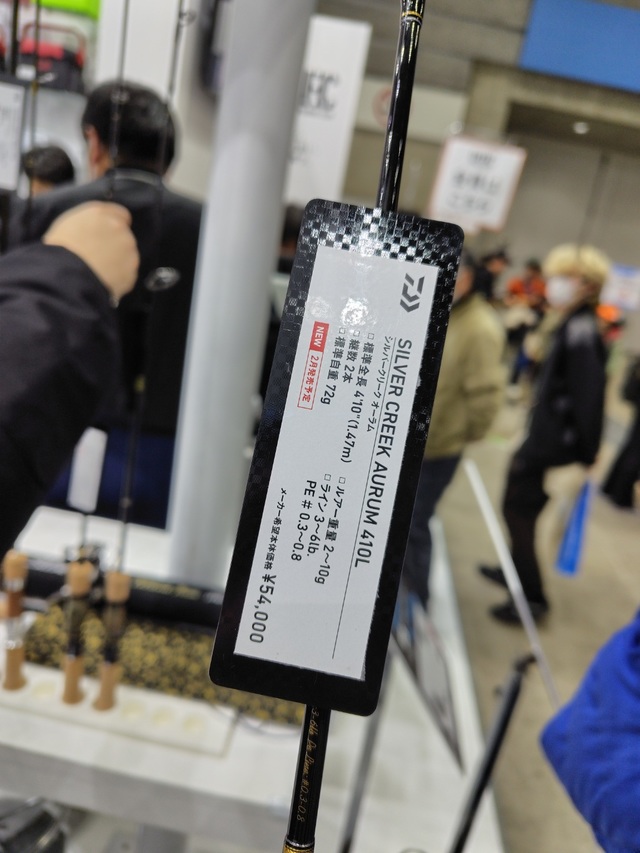 SILVER CREEK AURUM 410L
シルバークリーク オーラム
□ 標準全長 4'10"(1.47m)
□ 継数 2本
□ 標準自重 72g
NEW 2月発売予定
□ ルアー重量 2~10g
□ ライン 3~6lb
PE # 0.3~0.8
メーカー希望本体価格 ¥54,000